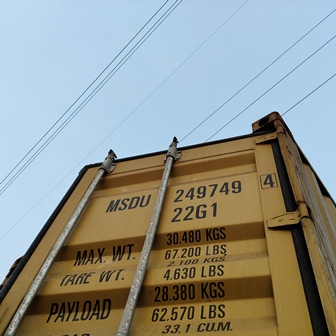 MSDU 249749 4
22G1
MAX. WT. 30.480 KGS
67.200 LBS
TARE WT. 2.100 KGS
4.630 LBS
PAYLOAD 28.380 KGS
62.570 LBS
33.1 CU.M.